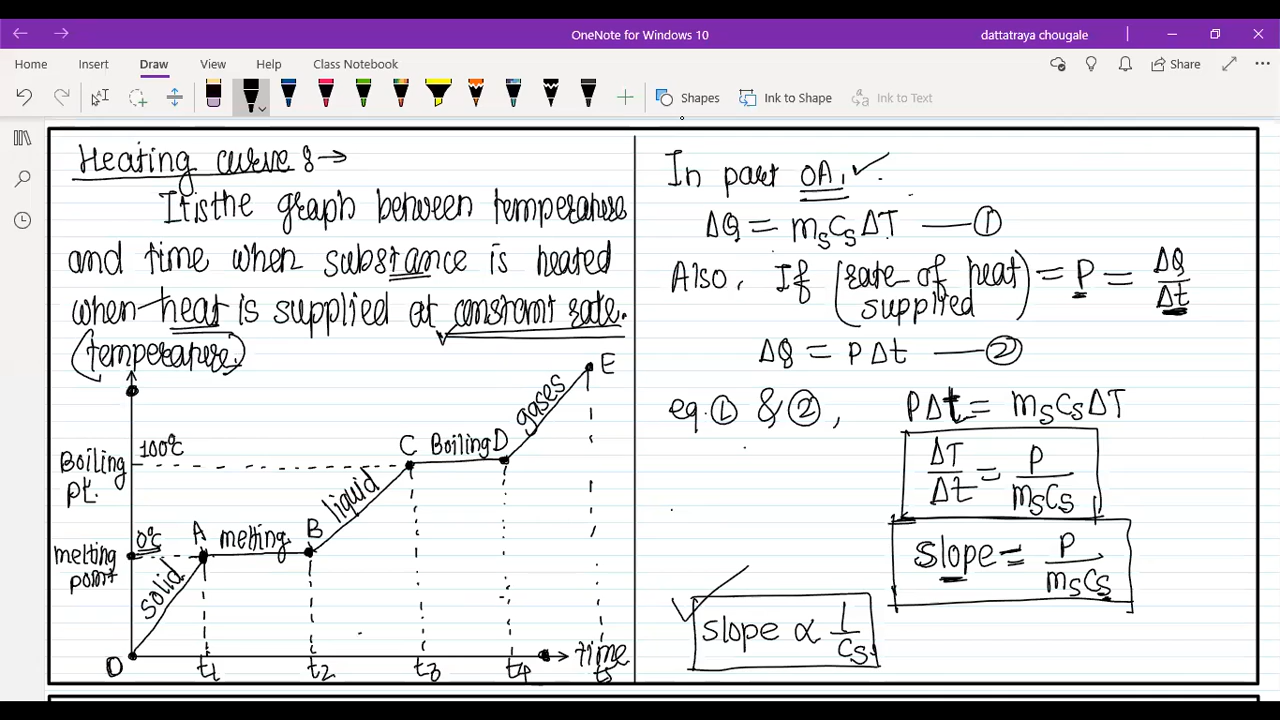 OneNote for Windows 10
dattatraya chougale
Home Insert Draw View Help Class Notebook
Share
Shapes Ink to Shape Ink to Text
Heating curve :→
It is the graph between temperature
and time when substance is heated
when heat is supplied at constant rate.
(temperature)
E
gases
C Boiling D
100°C
Boiling pt.
liquid
A melting B
0°C
melting point
solid
O
t1 t2 t3 t4 t5
time
In part OA, ✓
ΔQ = msCsΔT —— ①
Also, If (rate of heat supplied) = P = ΔQ/Δt
ΔQ = PΔt —— ②
eq. ① & ②, PΔt = msCsΔT
ΔT/Δt = P/msCs
slope = P/msCs
slope ∝ 1/Cs